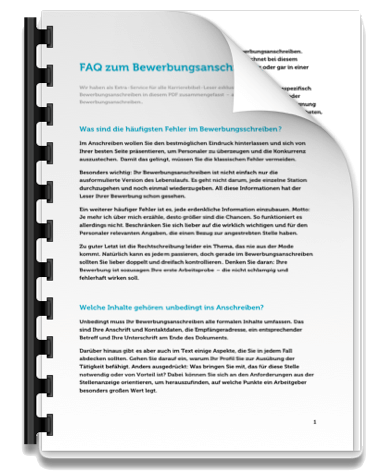 FAQ zum Bewerbungsansch
Wir haben als Extra-Service für alle Karrierebibel-Leser
Bewerbungsanschreiben in diesem PDF zusammengefasst –
Bewerbungsanschreiben.
erbungsanschreiben.
chnet bei diesem
oder gar in einer
spezifisch
nder
mung
ten,
Was sind die häufigsten Fehler im Bewerbungsschreiben?
Im Anschreiben wollen Sie den bestmöglichen Eindruck hinterlassen und sich von
Ihrer besten Seite präsentieren, um Personaler zu überzeugen und die Konkurrenz
auszustechen. Damit das gelingt, müssen Sie die klassischen Fehler vermeiden.
Besonders wichtig: Ihr Bewerbungsanschreiben ist nicht einfach nur die
ausformulierte Version des Lebenslaufs. Es geht nicht darum, jede einzelne Station
durchzugehen und noch einmal wiederzugeben. All diese Informationen hat der
Leser Ihrer Bewerbung schon gesehen.
Ein weiterer häufiger Fehler ist es, jede erdenkliche Information einzubauen. Motto:
Je mehr ich über mich erzähle, desto größer sind die Chancen. So funktioniert es
allerdings nicht. Beschränken Sie sich lieber auf die wirklich wichtigen und für den
Personaler relevanten Angaben, die einen Bezug zur angestrebten Stelle haben.
Zu guter Letzt ist die Rechtschreibung leider ein Thema, das nie aus der Mode
kommt. Natürlich kann es jedem passieren, doch gerade im Bewerbungsanschreiben
sollten Sie lieber doppelt und dreifach kontrollieren. Denken Sie daran: Ihre
Bewerbung ist sozusagen Ihre erste Arbeitsprobe – die nicht schlampig und
fehlerhaft wirken soll.
Welche Inhalte gehören unbedingt ins Anschreiben?
Unbedingt muss Ihr Bewerbungsanschreiben alle formalen Inhalte umfassen. Das
sind Ihre Anschrift und Kontaktdaten, die Empfängeradresse, ein entsprechender
Betreff und Ihre Unterschrift am Ende des Dokuments.
Darüber hinaus gibt es aber auch im Text einige Aspekte, die Sie in jedem Fall
abdecken sollten. Gehen Sie darauf ein, warum Ihr Profil Sie zur Ausübung der
Tätigkeit befähigt. Anders ausgedrückt: Was bringen Sie mit, das für diese Stelle
notwendig oder von Vorteil ist? Dabei können Sie sich an den Anforderungen aus der
Stellenanzeige orientieren, um herauszufinden, auf welche Punkte ein Arbeitgeber
besonders großen Wert legt.
1